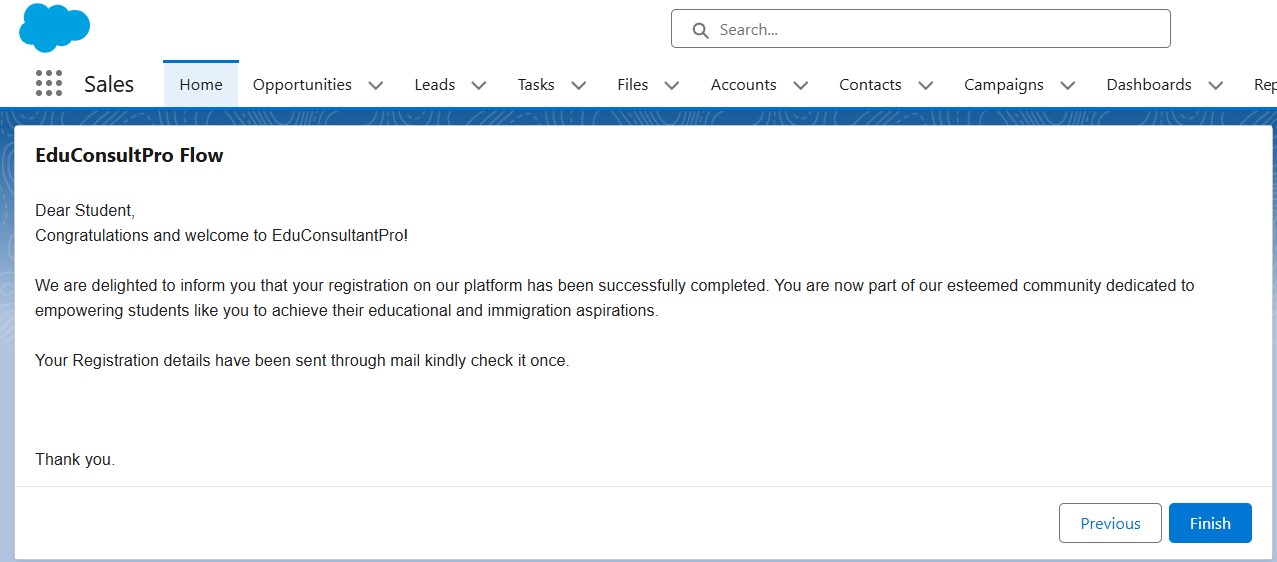 Search...
Sales Home Opportunities Leads Tasks Files Accounts Contacts Campaigns Dashboards
EduConsultPro Flow
Dear Student,
Congratulations and welcome to EduConsultantPro!
We are delighted to inform you that your registration on our platform has been successfully completed. You are now part of our esteemed community dedicated to
empowering students like you to achieve their educational and immigration aspirations.
Your Registration details have been sent through mail kindly check it once.
Thank you.
Previous Finish